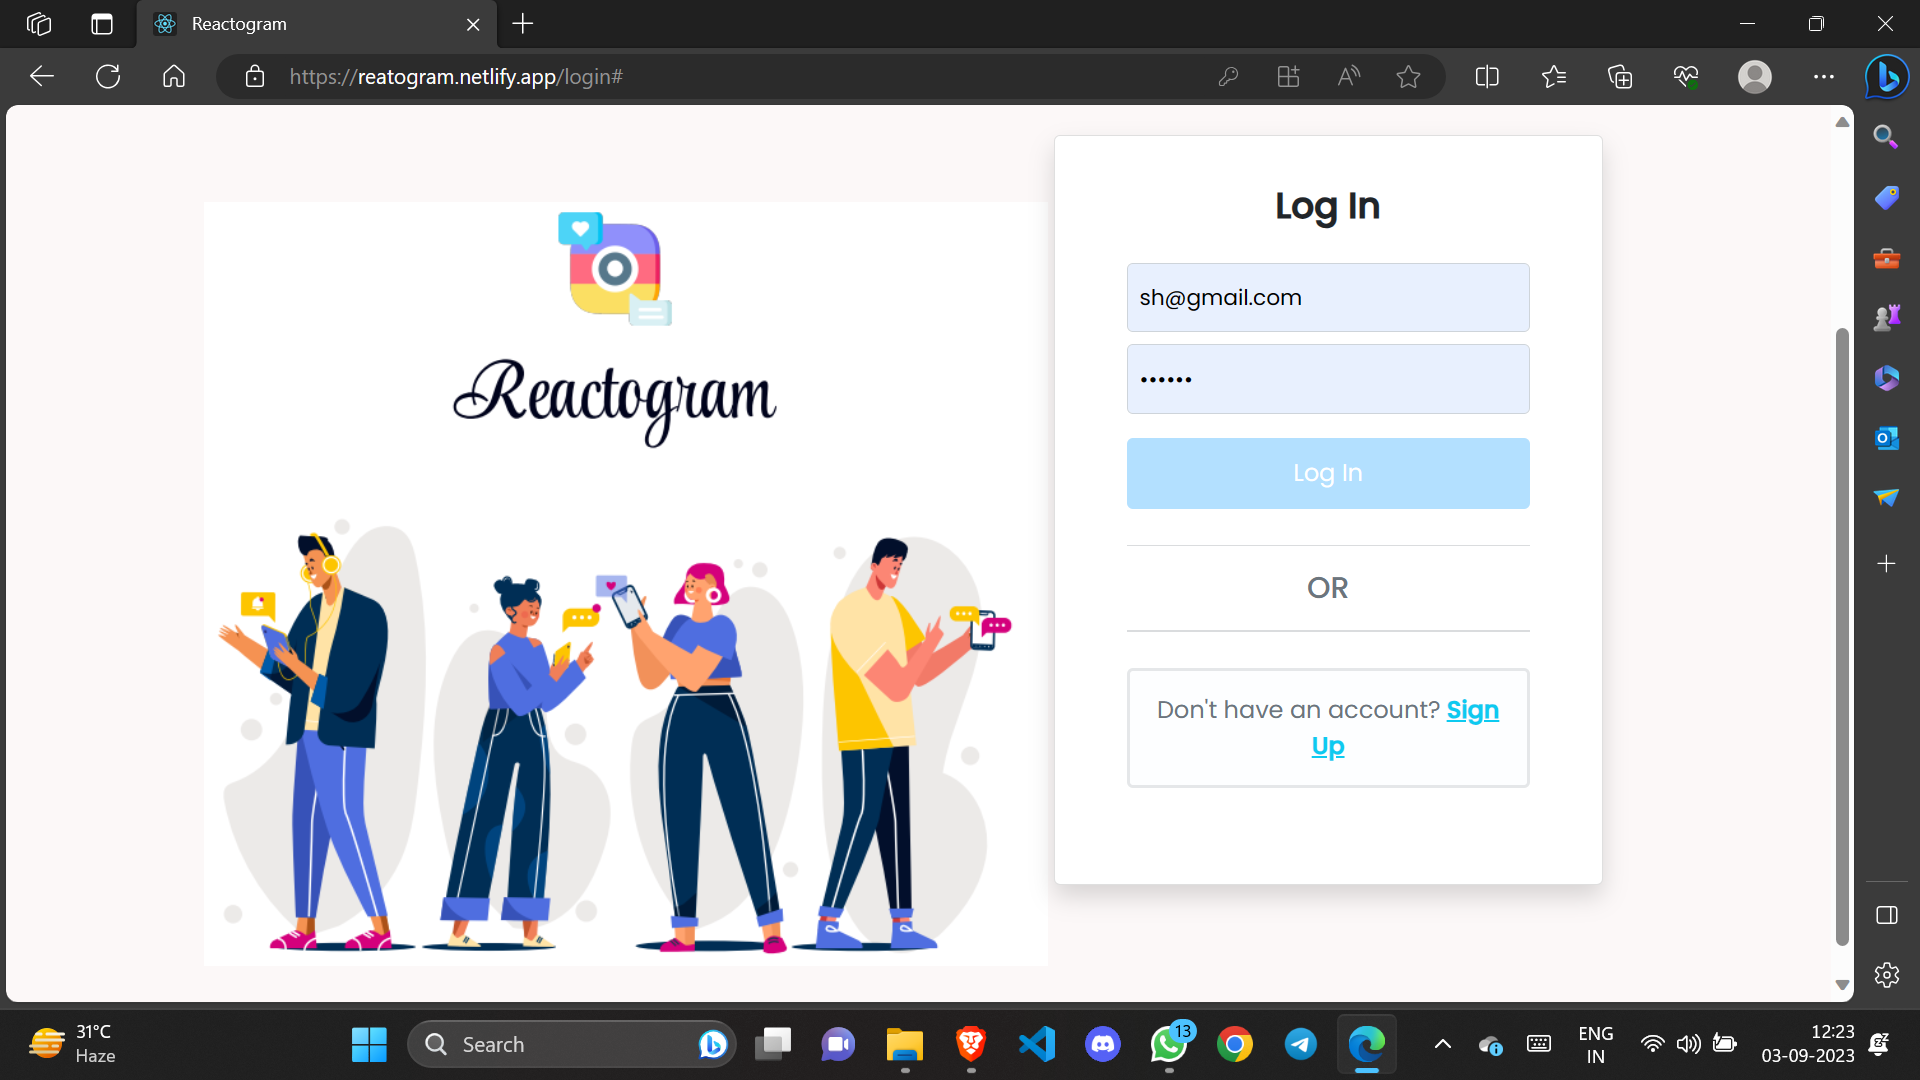 Reactogram
https://reatogram.netlify.app/login#
Reactogram
Log In
sh@gmail.com
••••••
Log In
OR
Don't have an account? Sign
Up
31°C
Haze
Search
13
ENG
IN
12:23
03-09-2023